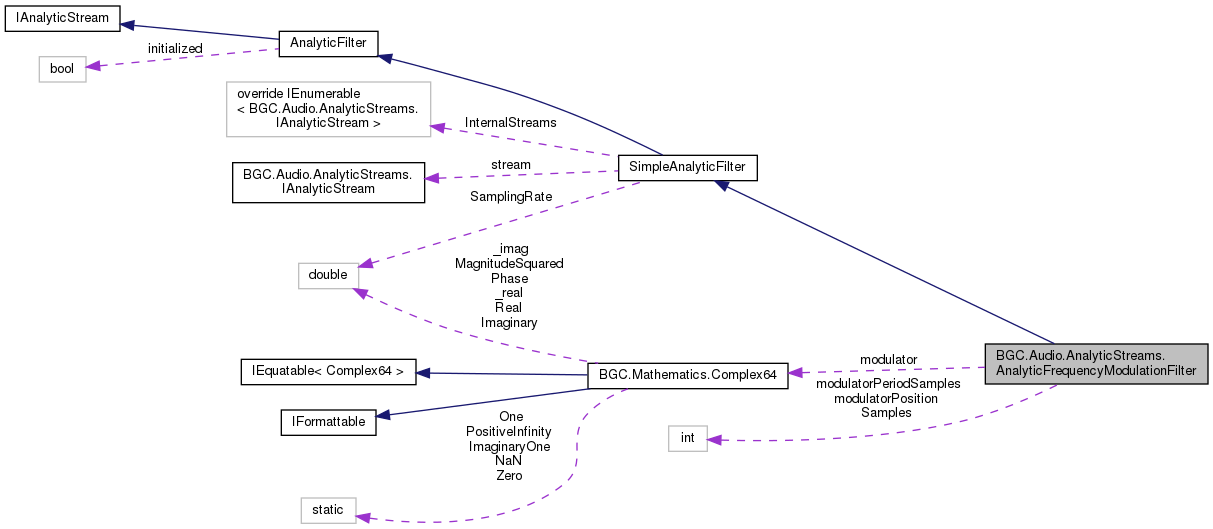 IAnalyticStream
AnalyticFilter
initialized
bool
override IEnumerable
< BGC.Audio.AnalyticStreams.
IAnalyticStream >
InternalStreams
SimpleAnalyticFilter
stream
BGC.Audio.AnalyticStreams.
IAnalyticStream
SamplingRate
double
_imag
MagnitudeSquared
Phase
_real
Real
Imaginary
BGC.Audio.AnalyticStreams.
AnalyticFrequencyModulationFilter
modulator
IEquatable< Complex64 >
BGC.Mathematics.Complex64
modulatorPeriodSamples
modulatorPosition
Samples
IFormattable
One
PositiveInfinity
ImaginaryOne
NaN
Zero
int
static